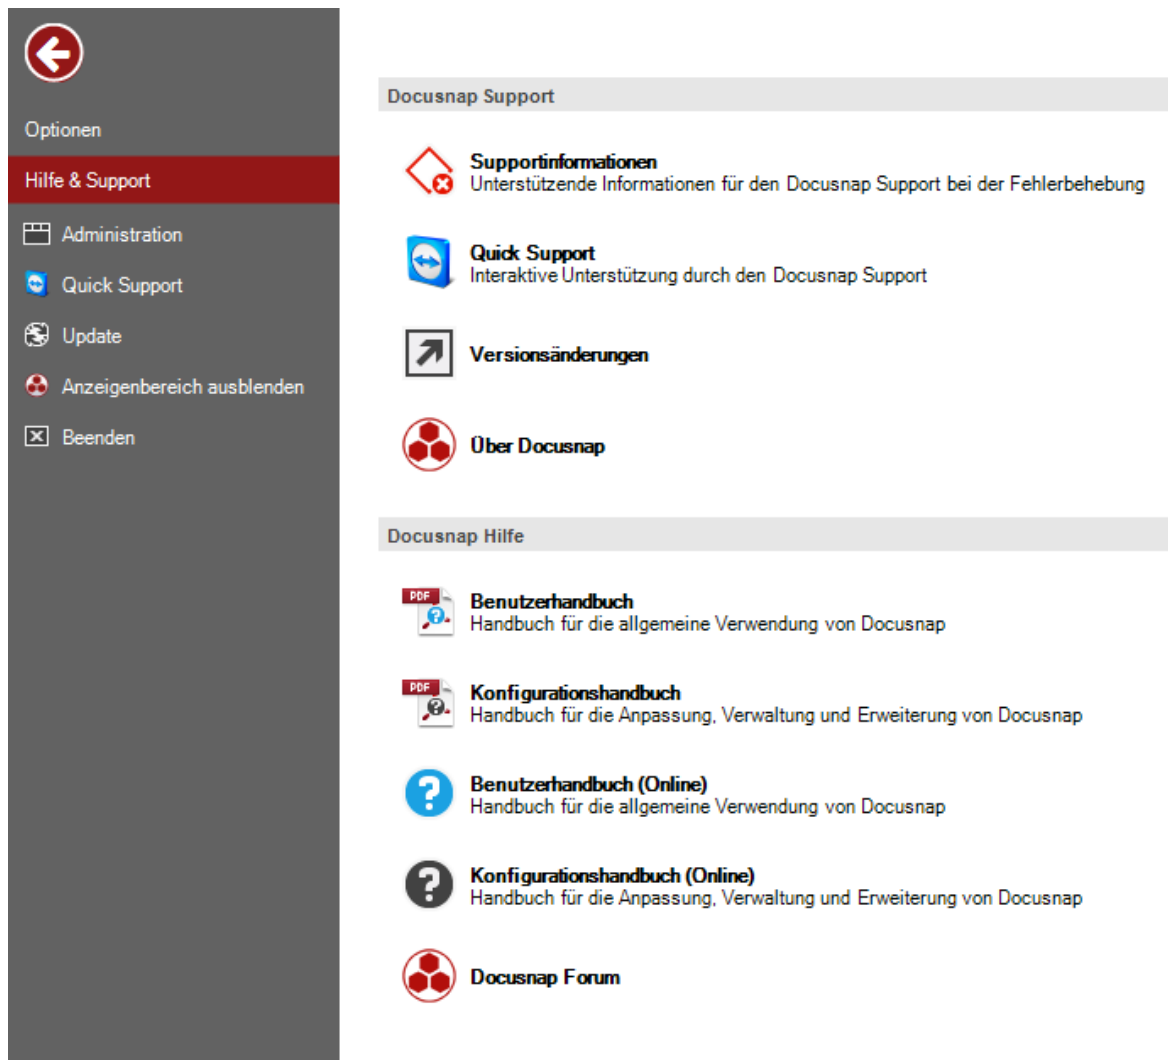 Optionen
Hilfe & Support
Administration
Quick Support
Update
Anzeigenbereich ausblenden
Beenden
Docusnap Support
Supportinformationen
Unterstützende Informationen für den Docusnap Support bei der Fehlerbehebung
Quick Support
Interaktive Unterstützung durch den Docusnap Support
Versionsänderungen
Über Docusnap
Docusnap Hilfe
PDF
Benutzerhandbuch
Handbuch für die allgemeine Verwendung von Docusnap
PDF
Konfigurationshandbuch
Handbuch für die Anpassung, Verwaltung und Erweiterung von Docusnap
Benutzerhandbuch (Online)
Handbuch für die allgemeine Verwendung von Docusnap
Konfigurationshandbuch (Online)
Handbuch für die Anpassung, Verwaltung und Erweiterung von Docusnap
Docusnap Forum